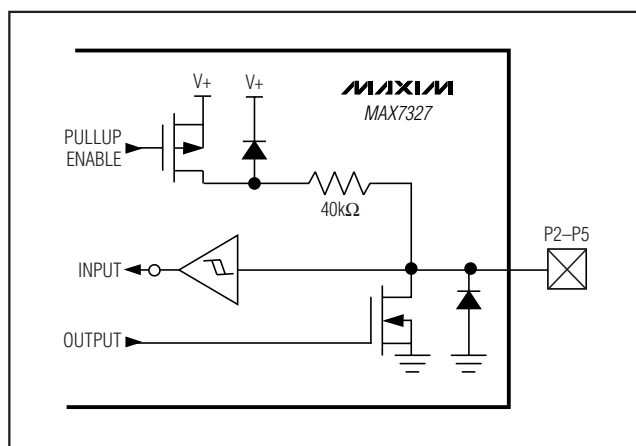 V+ V+
MAXIM
MAX7327
PULLUP
ENABLE
40kΩ
P2–P5
INPUT
OUTPUT